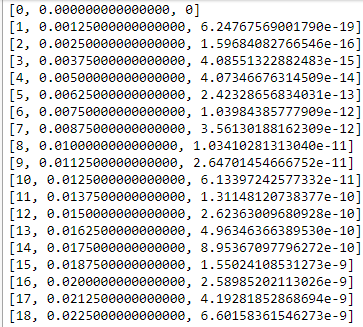 [0, 0.000000000000000, 0]
[1, 0.00125000000000000, 6.24767569001790e-19]
[2, 0.00250000000000000, 1.59684082766546e-16]
[3, 0.00375000000000000, 4.08551322882483e-15]
[4, 0.00500000000000000, 4.07346676314509e-14]
[5, 0.00625000000000000, 2.42328656834031e-13]
[6, 0.00750000000000000, 1.03984385777909e-12]
[7, 0.00875000000000000, 3.56130188162309e-12]
[8, 0.0100000000000000, 1.03410281313040e-11]
[9, 0.0112500000000000, 2.64701454666752e-11]
[10, 0.0125000000000000, 6.13397242577332e-11]
[11, 0.0137500000000000, 1.31148120738377e-10]
[12, 0.0150000000000000, 2.62363009680928e-10]
[13, 0.0162500000000000, 4.96346366389530e-10]
[14, 0.0175000000000000, 8.95367097796272e-10]
[15, 0.0187500000000000, 1.55024108531273e-9]
[16, 0.0200000000000000, 2.58985202113026e-9]
[17, 0.0212500000000000, 4.19281852868694e-9]
[18, 0.0225000000000000, 6.60158361546273e-9]